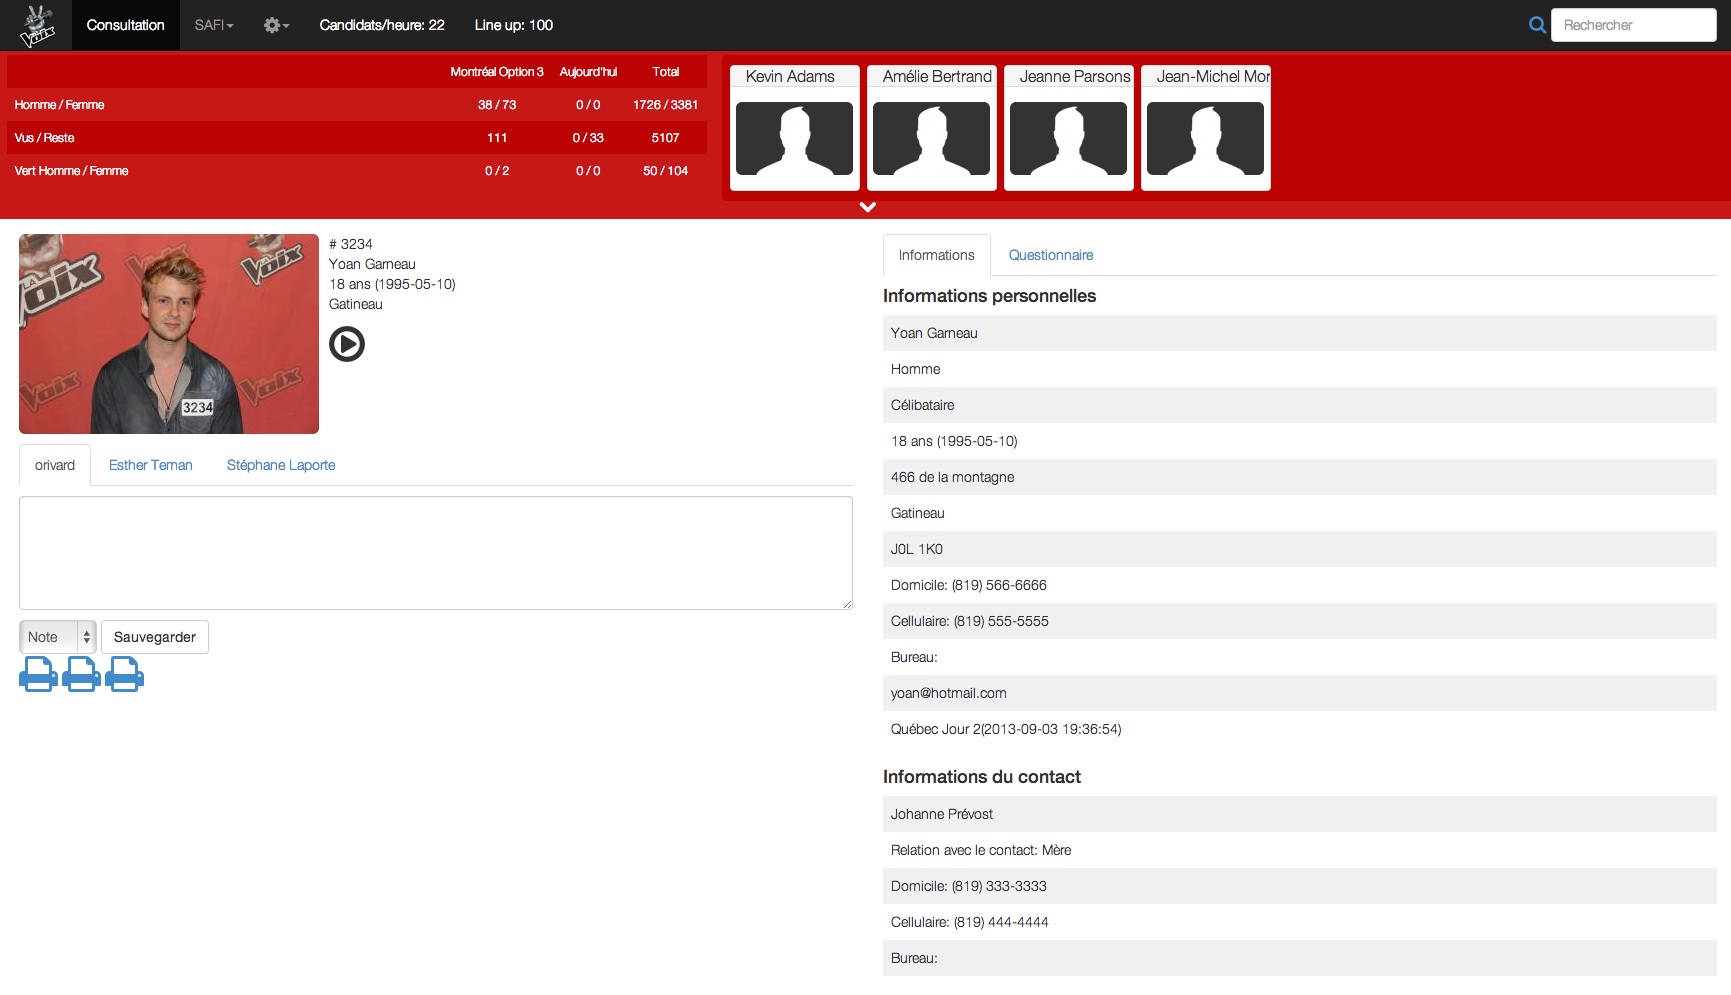 Consultation SAFI Candidats/heure: 22 Line up: 100 Rechercher
Montréal Option 3 Aujourd'hui Total
Homme / Femme 38 / 73 0 / 0 1726 / 3381
Vus / Reste 111 0 / 33 5107
Vert Homme / Femme 0 / 2 0 / 0 50 / 104
Kevin Adams Amélie Bertrand Jeanne Parsons Jean-Michel Mor
LA Voix Voix
Voix Voix
3234
# 3234
Yoan Garneau
18 ans (1995-05-10)
Gatineau
orivard Esther Teman Stéphane Laporte
Note Sauvegarder
Informations Questionnaire
Informations personnelles
Yoan Garneau
Homme
Célibataire
18 ans (1995-05-10)
466 de la montagne
Gatineau
J0L 1K0
Domicile: (819) 566-6666
Cellulaire: (819) 555-5555
Bureau:
yoan@hotmail.com
Québec Jour 2(2013-09-03 19:36:54)
Informations du contact
Johanne Prévost
Relation avec le contact: Mère
Domicile: (819) 333-3333
Cellulaire: (819) 444-4444
Bureau: